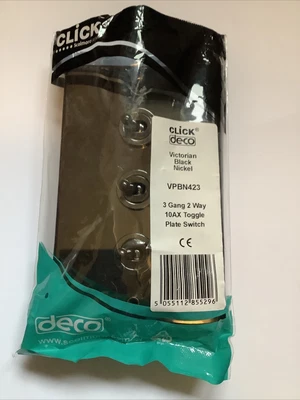 CLiCK®
Scolmore
CLiCK®
deco
Victorian
Black
Nickel
VPBN423
3 Gang 2 Way
10AX Toggle
Plate Switch
CE
5 055112 855296
deco